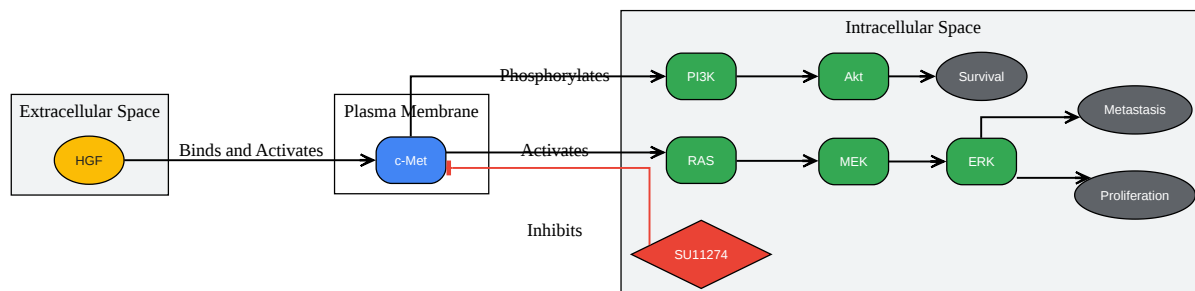 Intracellular Space
Phosphorylates
PI3K
Akt
Survival
Extracellular Space
Plasma Membrane
Metastasis
HGF
Binds and Activates
c-Met
Activates
RAS
MEK
ERK
Proliferation
Inhibits
SU11274